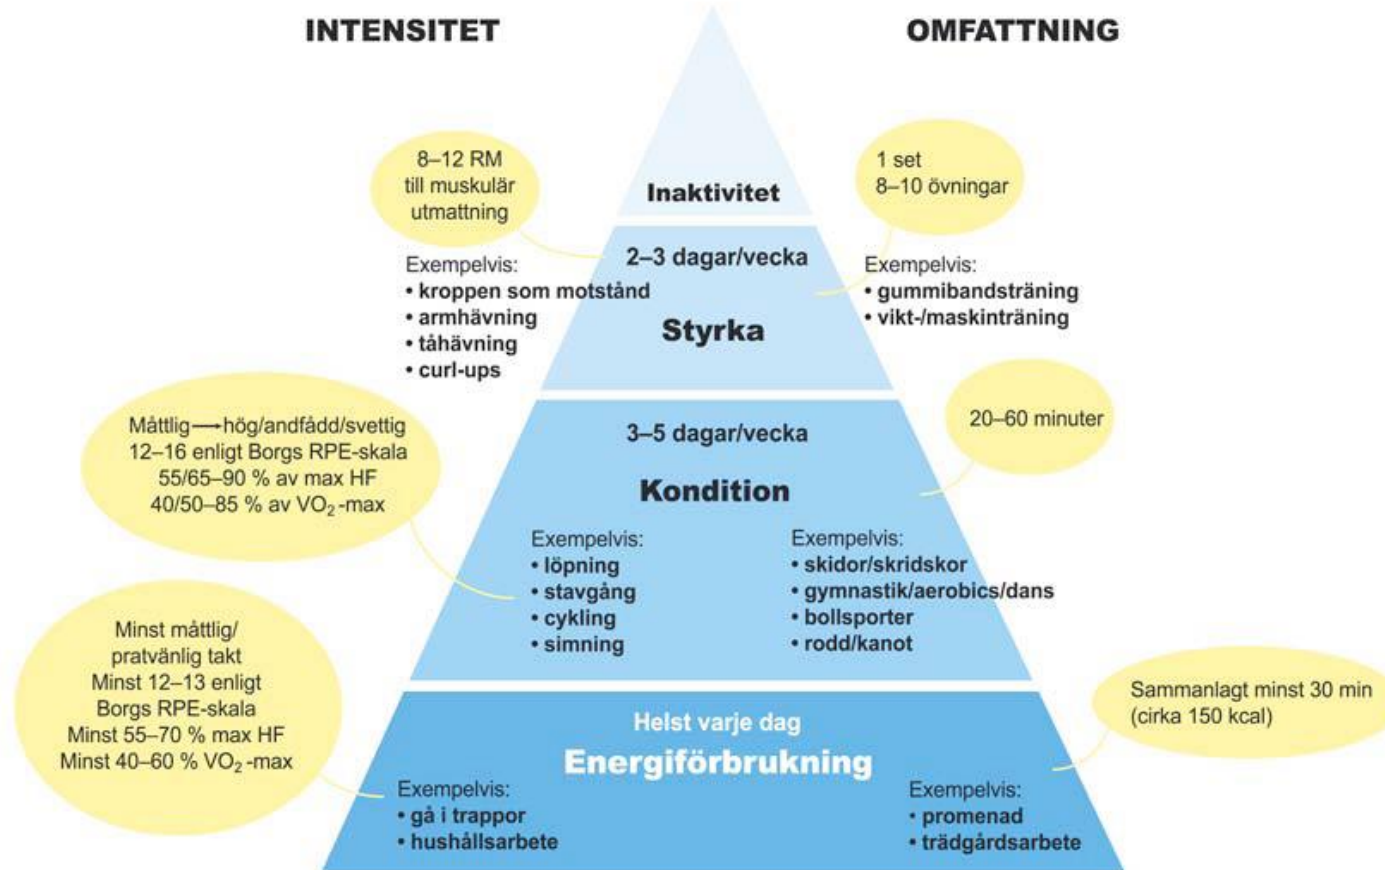 INTENSITET
OMFATTNING
Inaktivitet
8–12 RM
till muskulär
utmattning
1 set
8–10 övningar
2–3 dagar/vecka
Styrka
Exempelvis:
• kroppen som motstånd
• armhävning
• tåhävning
• curl-ups
Exempelvis:
• gummibandsträning
• vikt-/maskinträning
Måttlig→hög/andfådd/svettig
12–16 enligt Borgs RPE-skala
55/65–90 % av max HF
40/50–85 % av VO₂-max
20–60 minuter
3–5 dagar/vecka
Kondition
Exempelvis:
• löpning
• stavgång
• cykling
• simning
Exempelvis:
• skidor/skridskor
• gymnastik/aerobics/dans
• bollsporter
• rodd/kanot
Minst måttlig/
pratvänlig takt
Minst 12–13 enligt
Borgs RPE-skala
Minst 55–70 % max HF
Minst 40–60 % VO₂-max
Sammanlagt minst 30 min
(cirka 150 kcal)
Helst varje dag
Energiförbrukning
Exempelvis:
• gå i trappor
• hushållsarbete
Exempelvis:
• promenad
• trädgårdsarbete